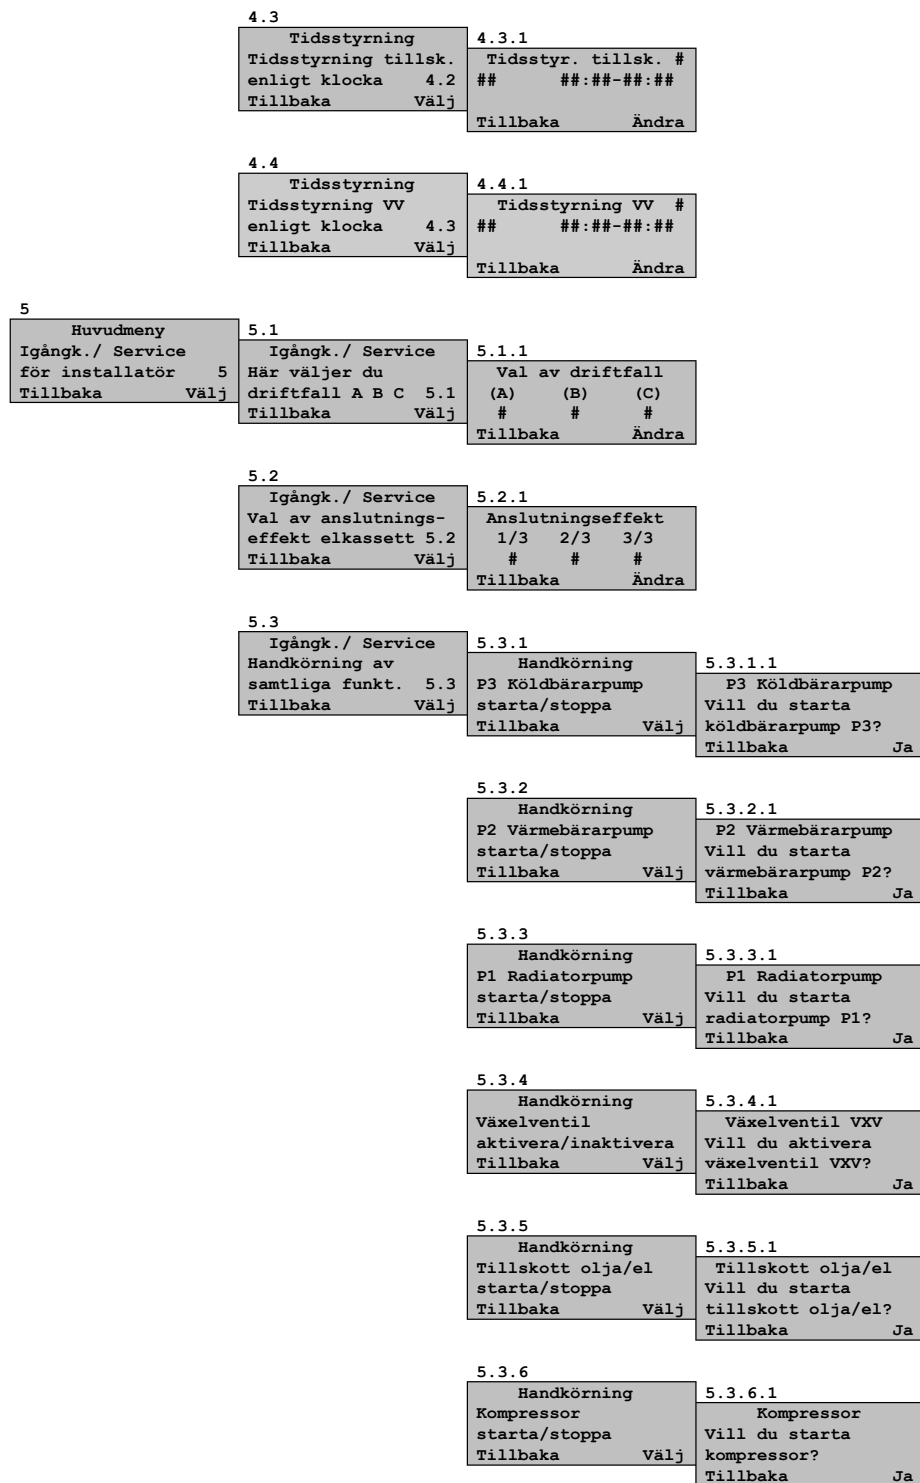 4.3
Tidsstyrning
Tidsstyrning tillsk.
enligt klocka 4.2
Tillbaka Välj
4.3.1
Tidsstyr. tillsk. #
## ##:##-##:##
Tillbaka Ändra
4.4
Tidsstyrning
Tidsstyrning VV
enligt klocka 4.3
Tillbaka Välj
4.4.1
Tidsstyrning VV #
## ##:##-##:##
Tillbaka Ändra
5
Huvudmeny
Igångk./ Service
för installatör 5
Tillbaka Välj
5.1
Igångk./ Service
Här väljer du
driftfall A B C 5.1
Tillbaka Välj
5.1.1
Val av driftfall
(A) (B) (C)
# # #
Tillbaka Ändra
5.2
Igångk./ Service
Val av anslutnings-
effekt elkassett 5.2
Tillbaka Välj
5.2.1
Anslutningseffekt
1/3 2/3 3/3
# # #
Tillbaka Ändra
5.3
Igångk./ Service
Handkörning av
samtliga funkt. 5.3
Tillbaka Välj
5.3.1
Handkörning
P3 Köldbärarpump
starta/stoppa
Tillbaka Välj
5.3.1.1
P3 Köldbärarpump
Vill du starta
köldbärarpump P3?
Tillbaka Ja
5.3.2
Handkörning
P2 Värmebärarpump
starta/stoppa
Tillbaka Välj
5.3.2.1
P2 Värmebärarpump
Vill du starta
värmebärarpump P2?
Tillbaka Ja
5.3.3
Handkörning
P1 Radiatorpump
starta/stoppa
Tillbaka Välj
5.3.3.1
P1 Radiatorpump
Vill du starta
radiatorpump P1?
Tillbaka Ja
5.3.4
Handkörning
Växelventil
aktivera/inaktivera
Tillbaka Välj
5.3.4.1
Växelventil VXV
Vill du aktivera
växelventil VXV?
Tillbaka Ja
5.3.5
Handkörning
Tillskott olja/el
starta/stoppa
Tillbaka Välj
5.3.5.1
Tillskott olja/el
Vill du starta
tillskott olja/el?
Tillbaka Ja
5.3.6
Handkörning
Kompressor
starta/stoppa
Tillbaka Välj
5.3.6.1
Kompressor
Vill du starta
kompressor?
Tillbaka Ja